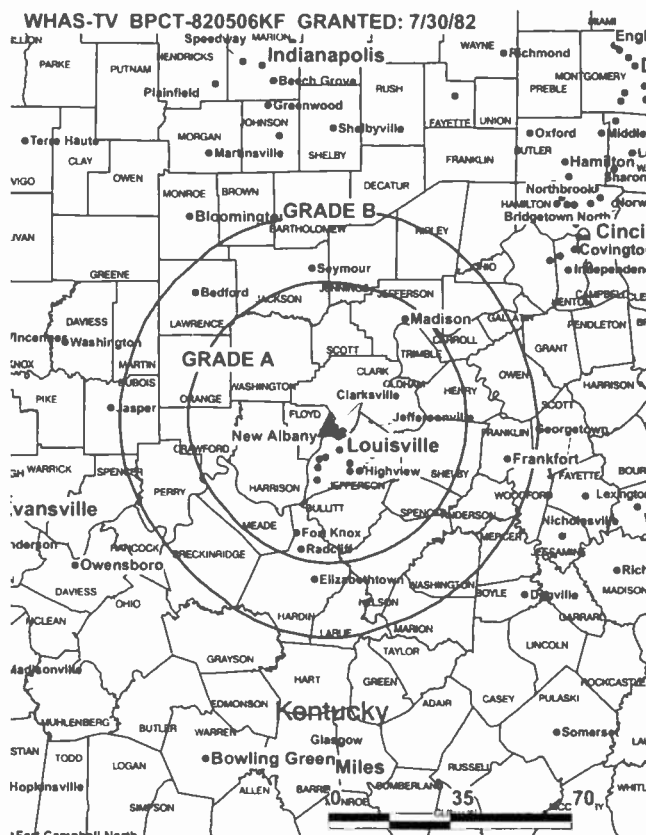 WHAS-TV BPCT-820506KF GRANTED: 7/30/82
Speedway MARION
HENDRICKS Indianapolis
WAYNE Richmond
MIAMI
PARKE PUTNAM
Plainfield Beech Grove
RUSH
PREBLE MONTGOMERY
Greenwood
JOHNSON
MORGAN
Shelbyville
FAYETTE UNION
Terre Haute
CLAY
Martinsville
SHELBY
FRANKLIN
Oxford
BUTLER
Hamilton
VIGO OWEN
MONROE BROWN
DECATUR
Northbrook
HAMILTON
Bridgetown North
Bloomington
GRADE B
BARTHOLOMEW
RIPLEY
OHIO
GREENE
Seymour
JENNINGS
JEFFERSON
Bedford
JACKSON
LAWRENCE
Madison
GALLATIN
PENDLETON
DAVIESS
Washington
MARTIN
GRADE A
SCOTT
CARROLL
TRIMBLE
GRANT
DUBOIS
WASHINGTON
CLARK
OLDHAM
HENRY
OWEN
HARRISON
PIKE
Jasper
ORANGE
Clarksville
SCOTT
FLOYD
Jeffersonville
Georgetown
New Albany
Louisville
FRANKLIN
CRAWFORD
Highview
SHELBY
Frankfort
FAYETTE
WARRICK
SPENCER
PERRY
HARRISON
JEFFERSON
WOODFORD
BULLITT
SPENCER
ANDERSON
MEADE
Nicholasville
Fort Knox
MERCER
JESSAMINE
HANCOCK
BRECKINRIDGE
Radcliff
Owensboro
Elizabethtown
WASHINGTON
BOYLE
Danville
MADISON
DAVIESS
OHIO
HARDIN
NELSON
GARRARD
MCLEAN
LARUE
MARION
TAYLOR
LINCOLN
GRAYSON
HART
GREEN
ROCKCASTLE
CASEY
PULASKI
ADAIR
EDMONSON
Kentucky
MUHLENBERG
BUTLER
WARREN
Glasgow
TODD
LOGAN
Bowling Green
Miles
RUSSELL
ALLEN
CUMBERLAND
SIMPSON
0 35 70